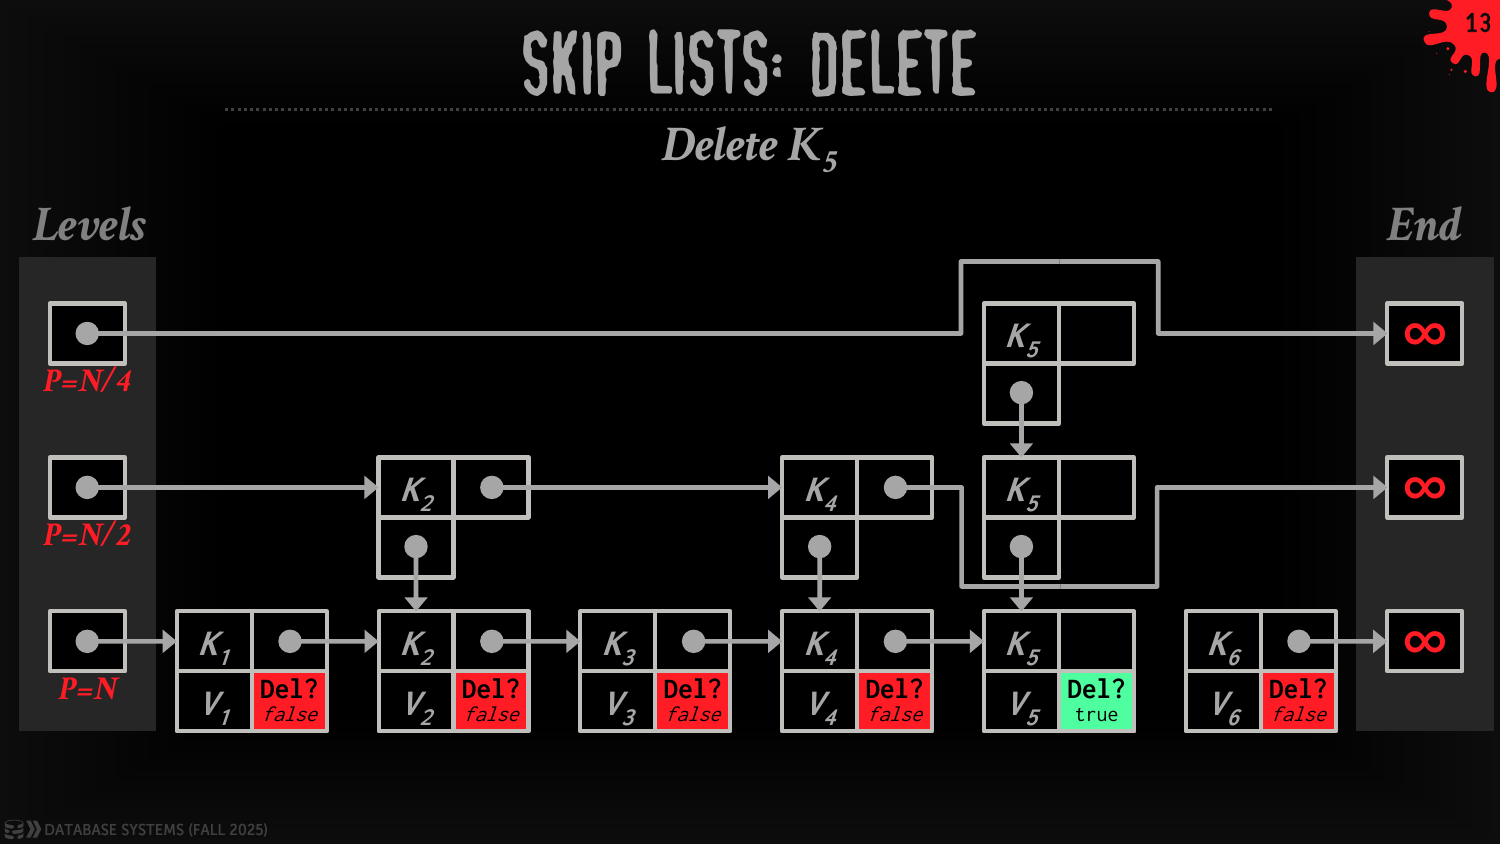 13
SKIP LISTS: DELETE
Delete K5
Levels
End
K5
∞
P=N/4
K2
K4
K5
∞
P=N/2
K1
K2
K3
K4
K5
K6
∞
P=N
V1
Del?
false
V2
Del?
false
V3
Del?
false
V4
Del?
false
V5
Del?
true
V6
Del?
false
DATABASE SYSTEMS (FALL 2025)